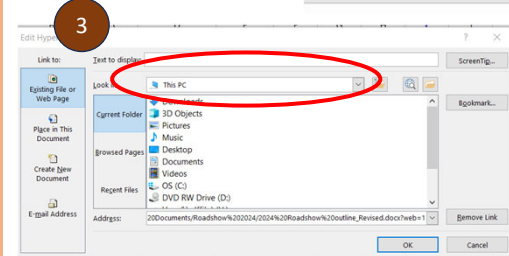 3
Edit Hype
? ×
Link to:
Text to display:
ScreenTip...
Existing File or
Web Page
Look in:
This PC
Bookmark...
Current Folder
Downloads
3D Objects
Pictures
Music
Place in This
Document
Browsed Pages
Desktop
Documents
Videos
Create New
Document
Recent Files
OS (C:)
DVD RW Drive (D:)
E-mail Address
Address:
20Documents/Roadshow%202024/2024%20Roadshow%20outline_Revised.docx?web=1
Remove Link
OK
Cancel